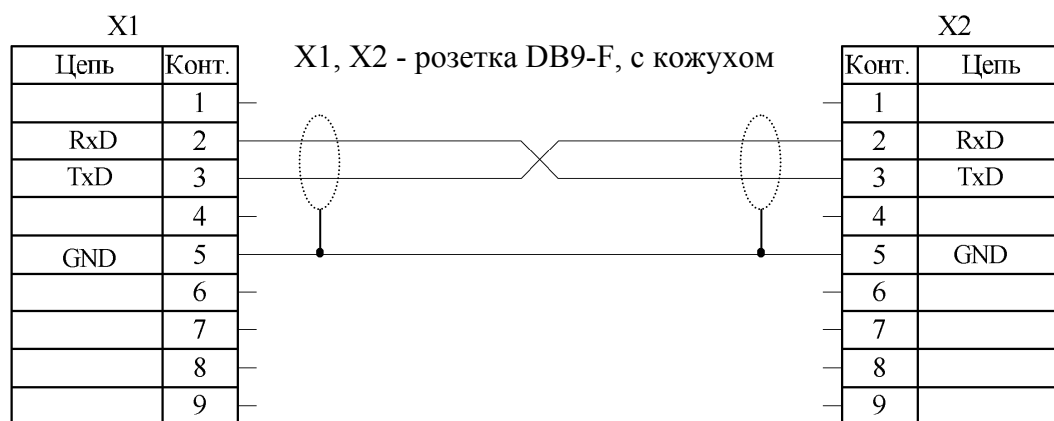 X1 X2
X1, X2 - розетка DB9-F, с кожухом
Цепь Конт. Конт. Цепь
1 1
RxD 2 2 RxD
TxD 3 3 TxD
4 4
GND 5 5 GND
6 6
7 7
8 8
9 9